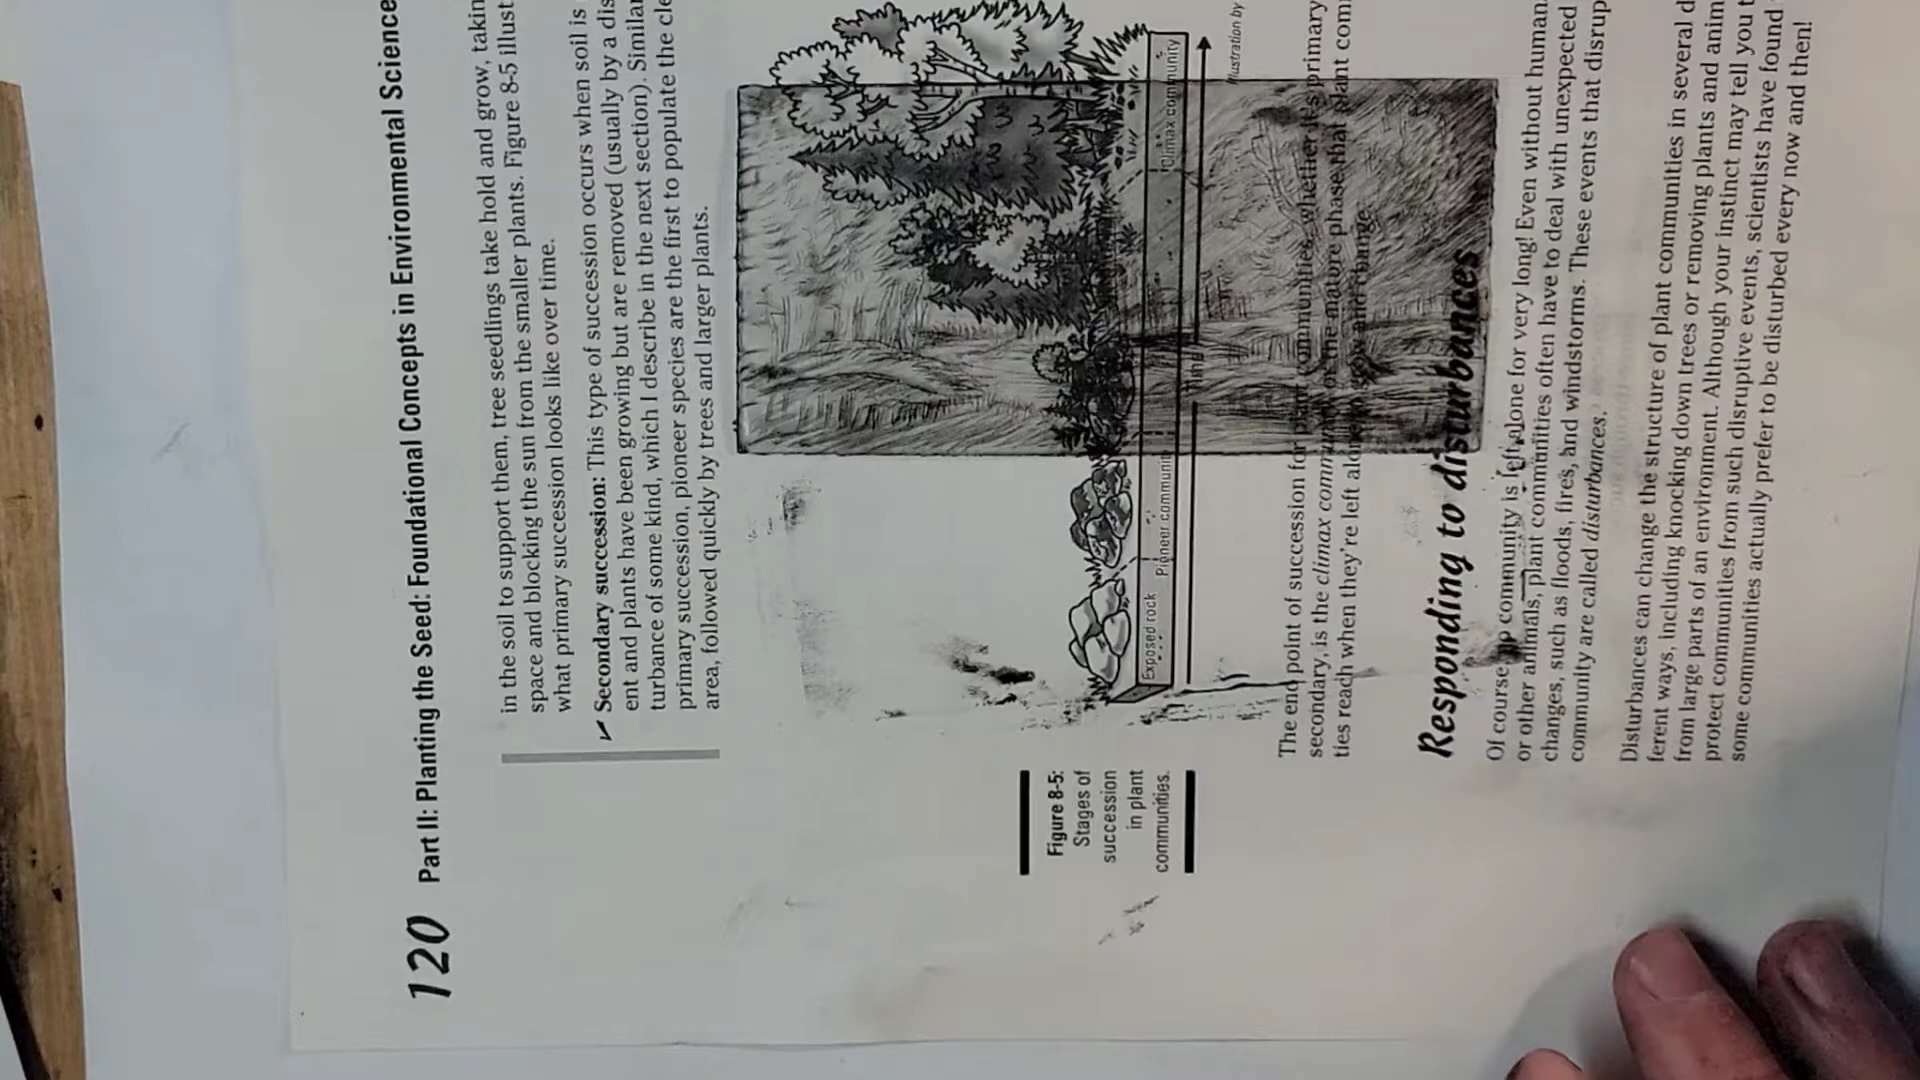 120 Part II: Planting the Seed: Foundational Concepts in Environmental Science
in the soil to support them, tree seedlings take hold and grow,
space and blocking the sun from the smaller plants. Figure 8-5
what primary succession looks like over time.
✓ Secondary succession: This type of succession occurs when soil is
ent and plants have been growing but are removed (usually by a dis
turbance of some kind, which I describe in the next section). Similar
primary succession, pioneer species are the first to populate the
area, followed quickly by trees and larger plants.
Figure 8-5:
Stages of
succession
in plant
communities.
Exposed rock
Pioneer community
Climax community
Time
Illustration by
The end point of success­ion for plant communities, whether it's primary
secondary, is the climax community or the mature phase that plant
ties reach when they're left alone to grow and change.
Responding to disturbances
Of course, no community is left alone for very long! Even without human
or other animals, plant communities often have to deal with unexpected
changes, such as floods, fires, and windstorms. These events that
community are called disturbances.
Disturbances can change the structure of plant communities in several
ferent ways, including knocking down trees or removing plants and
from large parts of an environment. Although your instinct may tell you
protect communities from such disruptive events, scientists have found
some communities actually prefer to be disturbed every now and then!